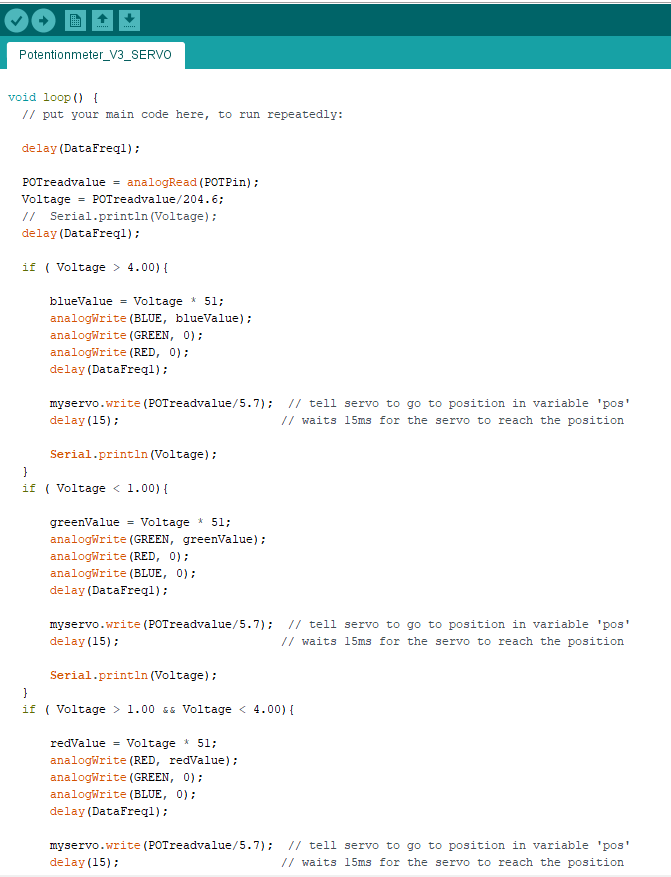 Potentionmeter_V3_SERVO
void loop() {
// put your main code here, to run repeatedly:
delay(DataFreq1);
POTreadvalue = analogRead(POTPin);
Voltage = POTreadvalue/204.6;
//  Serial.println(Voltage);
delay(DataFreq1);
if ( Voltage > 4.00){
blueValue = Voltage * 51;
analogWrite(BLUE, blueValue);
analogWrite(GREEN, 0);
analogWrite(RED, 0);
delay(DataFreq1);
myservo.write(POTreadvalue/5.7);  // tell servo to go to position in variable 'pos'
delay(15);                       // waits 15ms for the servo to reach the position
Serial.println(Voltage);
}
if ( Voltage < 1.00){
greenValue = Voltage * 51;
analogWrite(GREEN, greenValue);
analogWrite(RED, 0);
analogWrite(BLUE, 0);
delay(DataFreq1);
myservo.write(POTreadvalue/5.7);  // tell servo to go to position in variable 'pos'
delay(15);                       // waits 15ms for the servo to reach the position
Serial.println(Voltage);
}
if ( Voltage > 1.00 && Voltage < 4.00){
redValue = Voltage * 51;
analogWrite(RED, redValue);
analogWrite(GREEN, 0);
analogWrite(BLUE, 0);
delay(DataFreq1);
myservo.write(POTreadvalue/5.7);  // tell servo to go to position in variable 'pos'
delay(15);                       // waits 15ms for the servo to reach the position